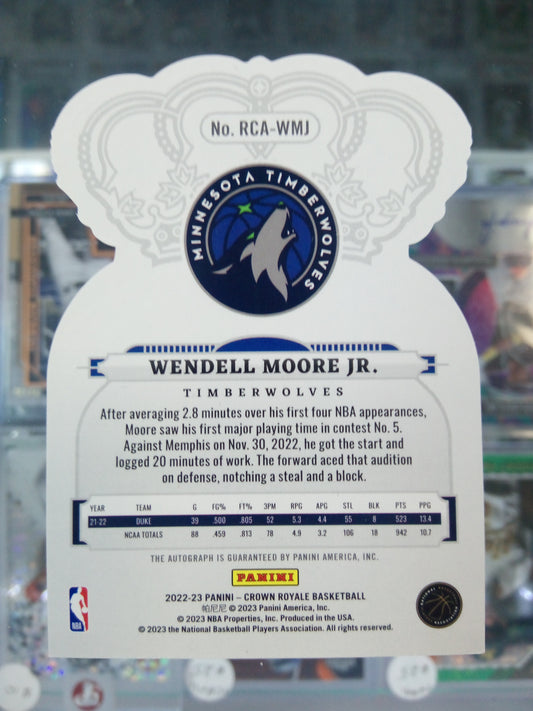 No. RCA-WMJ
MINNESOTA TIMBERWOLVES
WENDELL MOORE JR.
TIMBERWOLVES
After averaging 2.8 minutes over his first four NBA appearances,
Moore saw his first major playing time in contest No. 5.
Against Memphis on Nov. 30, 2022, he got the start and
logged 20 minutes of work. The forward aced that audition
on defense, notching a steal and a block.
YEAR TEAM G FG% FT% 3PM RPG APG STL BLK PTS PPG
21-22 DUKE 39 .500 .805 52 5.3 4.4 55 8 523 13.4
NCAA TOTALS 88 .459 .813 78 4.9 3.2 106 18 942 10.7
THE AUTOGRAPH IS GUARANTEED BY PANINI AMERICA, INC.
PANINI
2022-23 PANINI – CROWN ROYALE BASKETBALL
帕尼尼 © 2023 Panini America, Inc.
© 2023 NBA Properties, Inc. Produced in the USA.
© 2023 the National Basketball Players Association. All rights reserved.
NBA